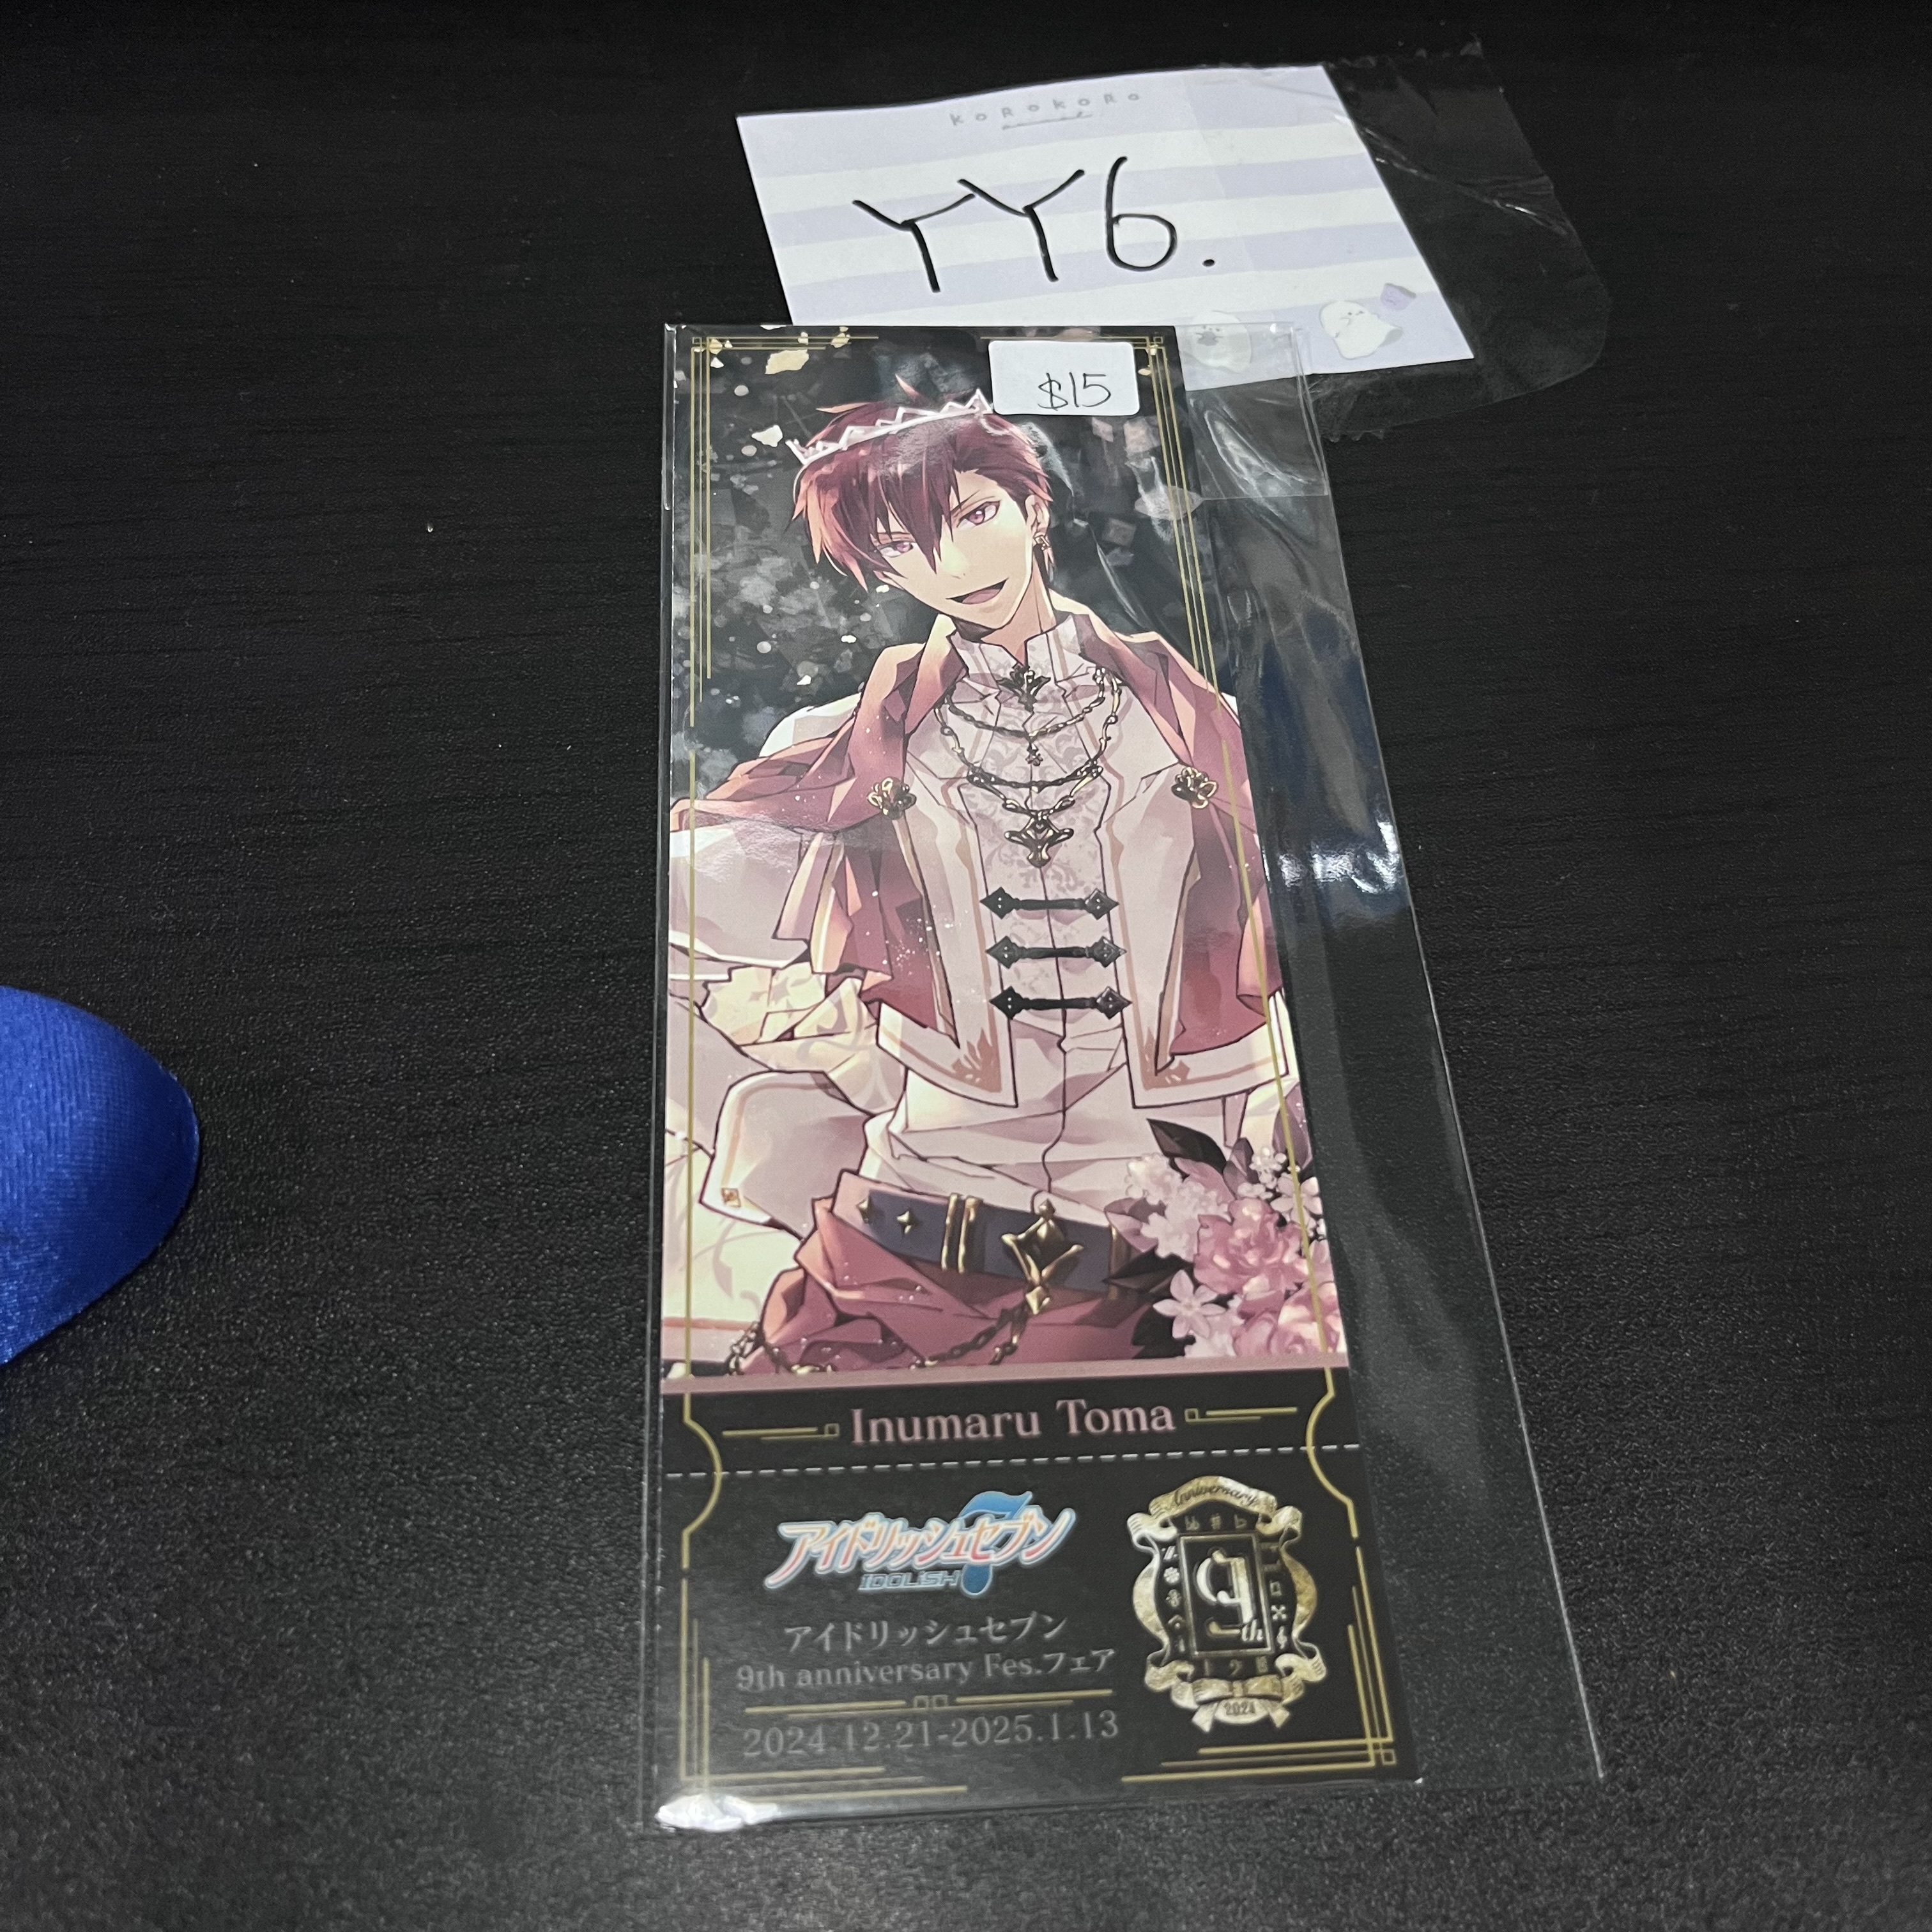 KOROKORO
animal
YY6.
$15
Inumaru Toma
アイドリッシュセブン
IDOLiSH7
Anniversary
9th
2024
アイドリッシュセブン
9th anniversary Fes.フェア
2024.12.21-2025.1.13